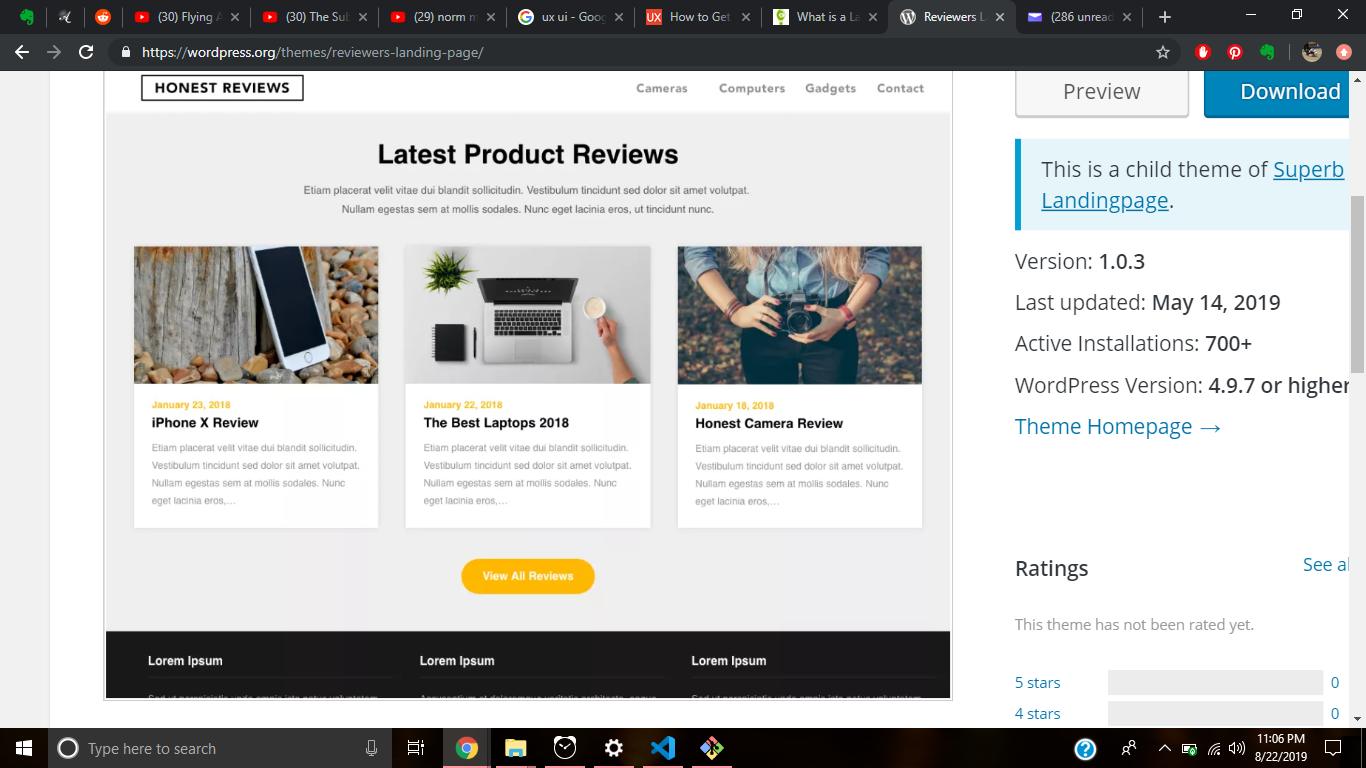 (30) Flying A
(30) The Sul
(29) norm m
ux ui - Goog
UX
How to Get
What is a La
Reviewers L
(286 unread
https://wordpress.org/themes/reviewers-landing-page/
HONEST REVIEWS
Cameras Computers Gadgets Contact
Latest Product Reviews
Etiam placerat velit vitae dui blandit sollicitudin. Vestibulum tincidunt sed dolor sit amet volutpat.
Nullam egestas sem at mollis sodales. Nunc eget lacinia eros, ut tincidunt nunc.
January 23, 2018
iPhone X Review
Etiam placerat velit vitae dui blandit sollicitudin.
Vestibulum tincidunt sed dolor sit amet volutpat.
Nullam egestas sem at mollis sodales. Nunc
eget lacinia eros,...
January 22, 2018
The Best Laptops 2018
Etiam placerat velit vitae dui blandit sollicitudin.
Vestibulum tincidunt sed dolor sit amet volutpat.
Nullam egestas sem at mollis sodales. Nunc
eget lacinia eros,...
January 18, 2018
Honest Camera Review
Etiam placerat velit vitae dui blandit sollicitudin.
Vestibulum tincidunt sed dolor sit amet volutpat.
Nullam egestas sem at mollis sodales. Nunc
eget lacinia eros,...
View All Reviews
Lorem Ipsum
Lorem Ipsum
Lorem Ipsum
Preview
Download
This is a child theme of Superb
Landingpage.
Version: 1.0.3
Last updated: May 14, 2019
Active Installations: 700+
WordPress Version: 4.9.7 or higher
Theme Homepage →
Ratings
See al
This theme has not been rated yet.
5 stars 0
4 stars 0
Type here to search
11:06 PM
8/22/2019